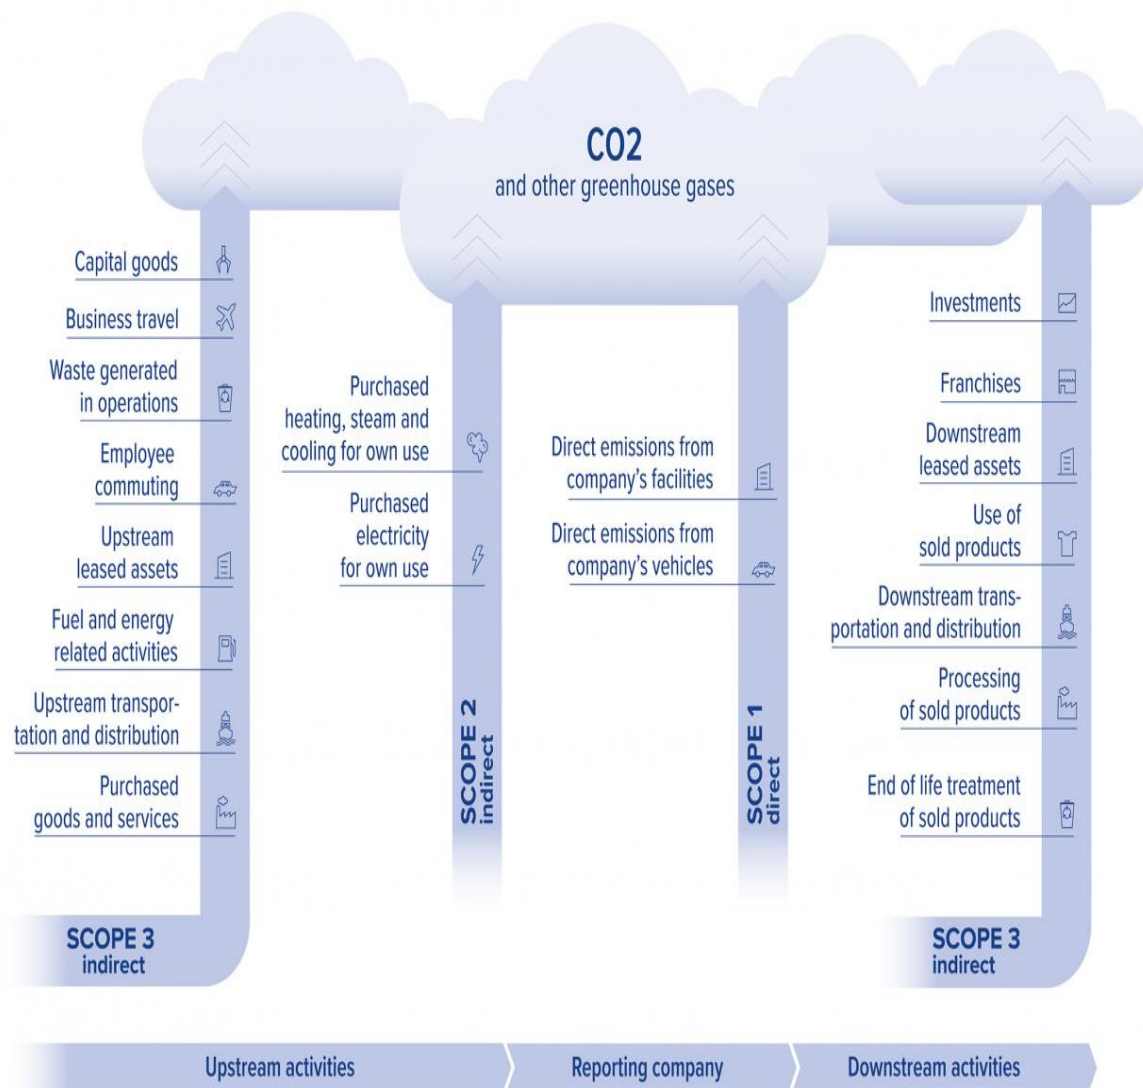 CO2
and other greenhouse gases
Capital goods
Business travel
Waste generated
in operations
Employee
commuting
Upstream
leased assets
Fuel and energy
related activities
Upstream transpor-
tation and distribution
Purchased
goods and services
SCOPE 3
indirect
Purchased
heating, steam and
cooling for own use
Purchased
electricity
for own use
SCOPE 2
indirect
Direct emissions from
company's facilities
Direct emissions from
company's vehicles
SCOPE 1
direct
Investments
Franchises
Downstream
leased assets
Use of
sold products
Downstream trans-
portation and distribution
Processing
of sold products
End of life treatment
of sold products
SCOPE 3
indirect
Upstream activities
Reporting company
Downstream activities